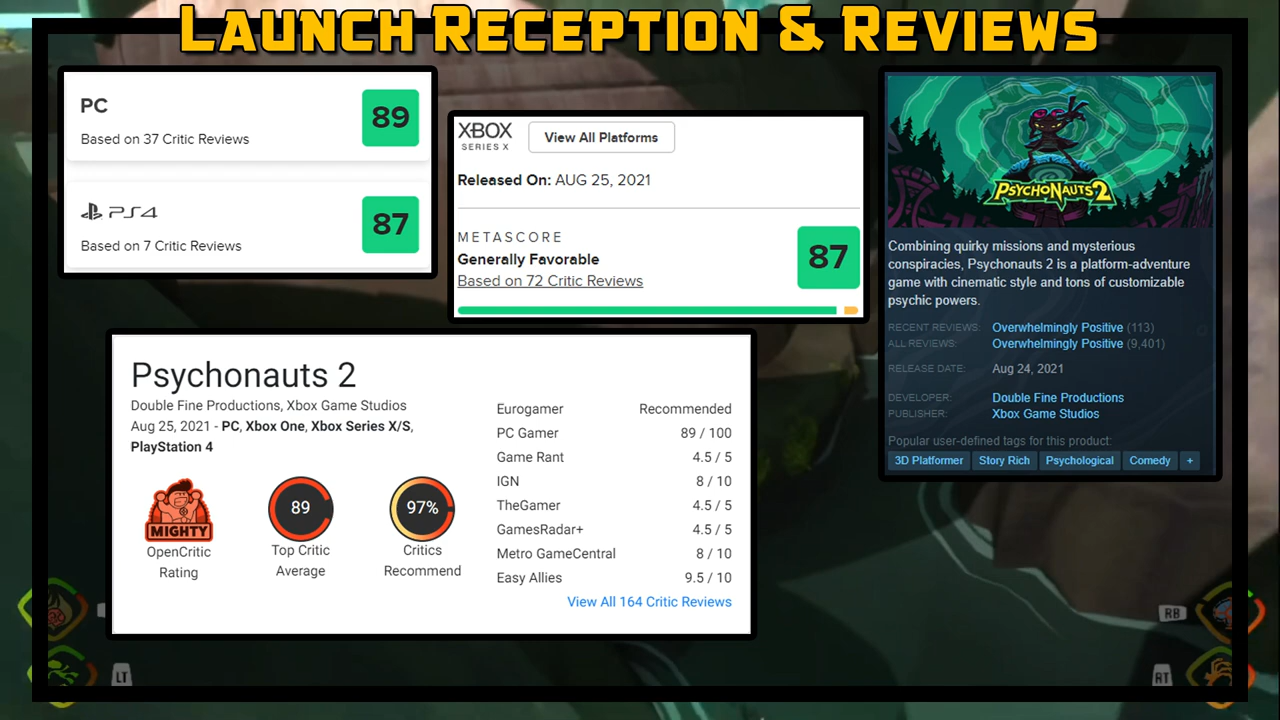 LAUNCH RECEPTION & REVIEWS
PC
89
Based on 37 Critic Reviews
PS4
87
Based on 7 Critic Reviews
XBOX
SERIES X
View All Platforms
Released On: AUG 25, 2021
METASCORE
Generally Favorable
87
Based on 72 Critic Reviews
PSYCHONAUTS 2
Combining quirky missions and mysterious
conspiracies, Psychonauts 2 is a platform-adventure
game with cinematic style and tons of customizable
psychic powers.
RECENT REVIEWS: Overwhelmingly Positive (113)
ALL REVIEWS: Overwhelmingly Positive (9,401)
RELEASE DATE: Aug 24, 2021
DEVELOPER: Double Fine Productions
PUBLISHER: Xbox Game Studios
Popular user-defined tags for this product:
3D Platformer Story Rich Psychological Comedy +
Psychonauts 2
Double Fine Productions, Xbox Game Studios
Aug 25, 2021 - PC, Xbox One, Xbox Series X/S,
PlayStation 4
MIGHTY
OpenCritic
Rating
89
Top Critic
Average
97%
Critics
Recommend
Eurogamer Recommended
PC Gamer 89 / 100
Game Rant 4.5 / 5
IGN 8 / 10
TheGamer 4.5 / 5
GamesRadar+ 4.5 / 5
Metro GameCentral 8 / 10
Easy Allies 9.5 / 10
View All 164 Critic Reviews
LT
RB
RT